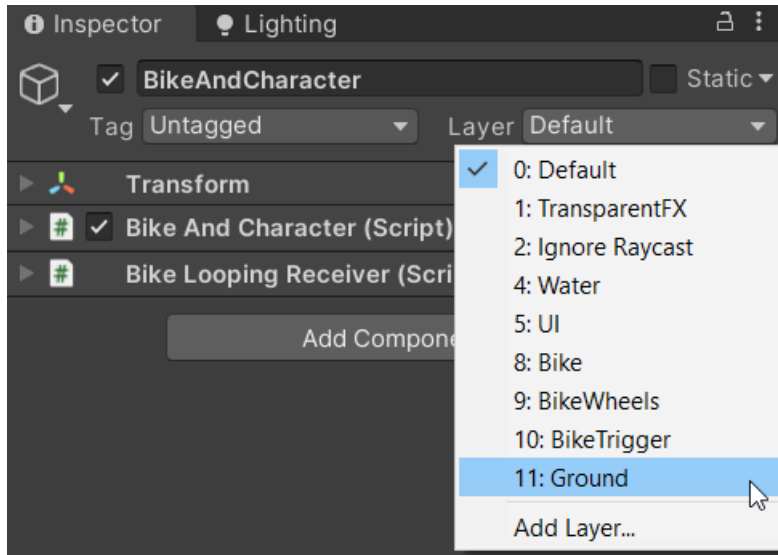 Inspector Lighting
BikeAndCharacter Static
Tag Untagged Layer Default
Transform
Bike And Character (Script)
Bike Looping Receiver (Scri
Add Compone
0: Default
1: TransparentFX
2: Ignore Raycast
4: Water
5: UI
8: Bike
9: BikeWheels
10: BikeTrigger
11: Ground
Add Layer...